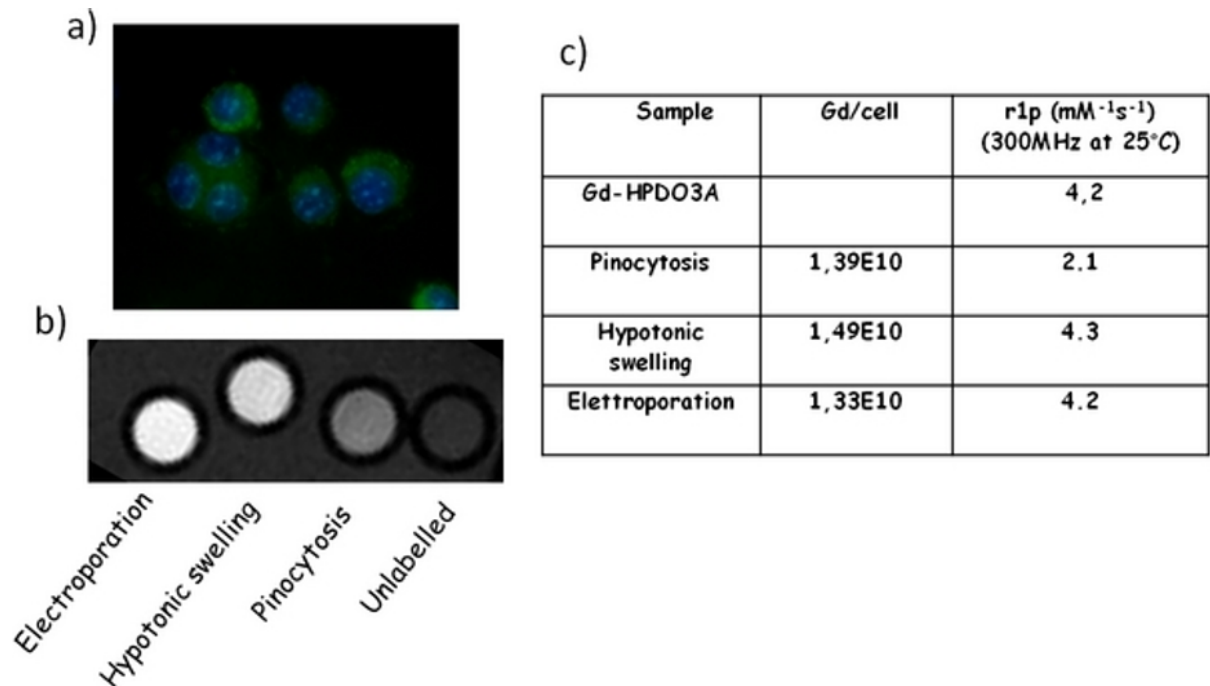 a)
b)
Electroporation
Hypotonic swelling
Pinocytosis
Unlabelled
c)
Sample Gd/cell r1p (mM⁻¹s⁻¹)
(300MHz at 25°C)
Gd-HPDO3A 4,2
Pinocytosis 1,39E10 2.1
Hypotonic 1,49E10 4.3
swelling
Elettroporation 1,33E10 4.2